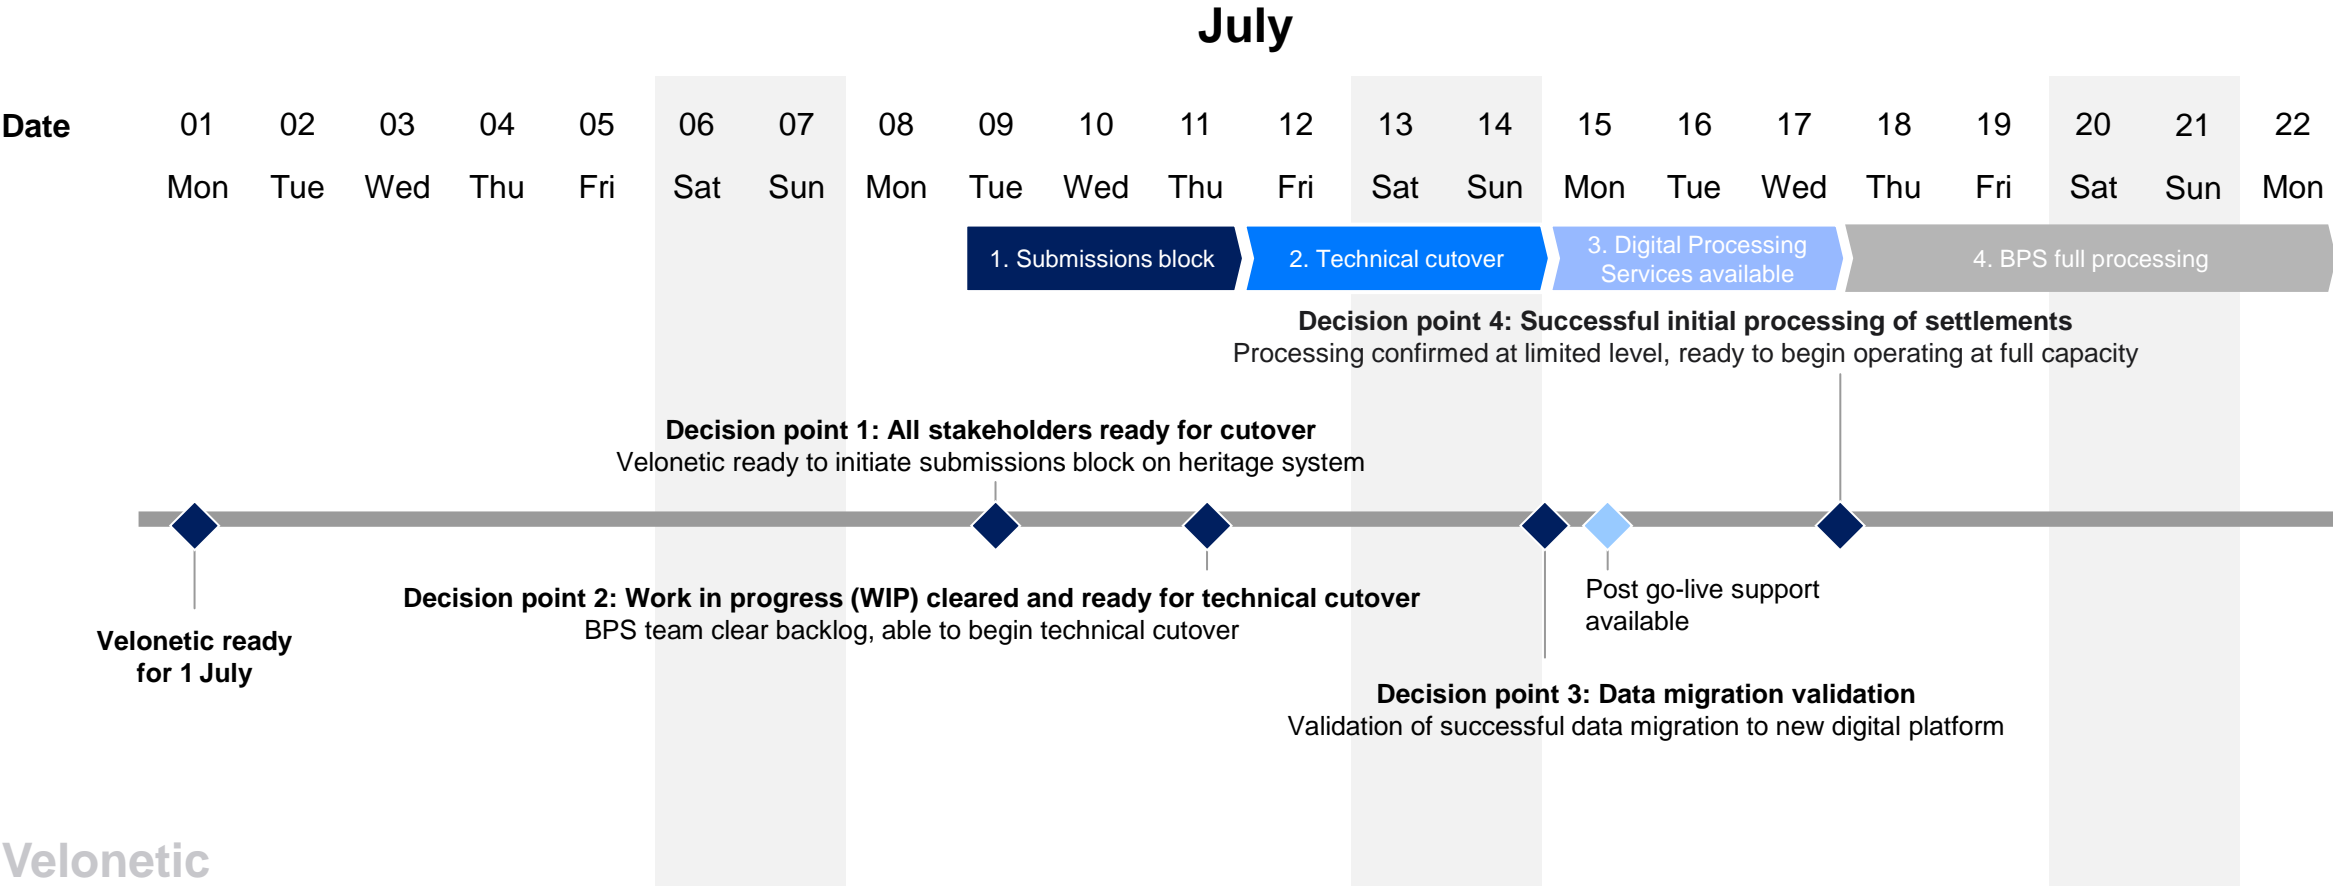 July
Date 01 02 03 04 05 06 07 08 09 10 11 12 13 14 15 16 17 18 19 20 21 22
Mon Tue Wed Thu Fri Sat Sun Mon Tue Wed Thu Fri Sat Sun Mon Tue Wed Thu Fri Sat Sun Mon
1. Submissions block
2. Technical cutover
3. Digital Processing
Services available
4. BPS full processing
Decision point 4: Successful initial processing of settlements
Processing confirmed at limited level, ready to begin operating at full capacity
Decision point 1: All stakeholders ready for cutover
Velonetic ready to initiate submissions block on heritage system
Decision point 2: Work in progress (WIP) cleared and ready for technical cutover
BPS team clear backlog, able to begin technical cutover
Post go-live support
available
Velonetic ready
for 1 July
Decision point 3: Data migration validation
Validation of successful data migration to new digital platform
Velonetic